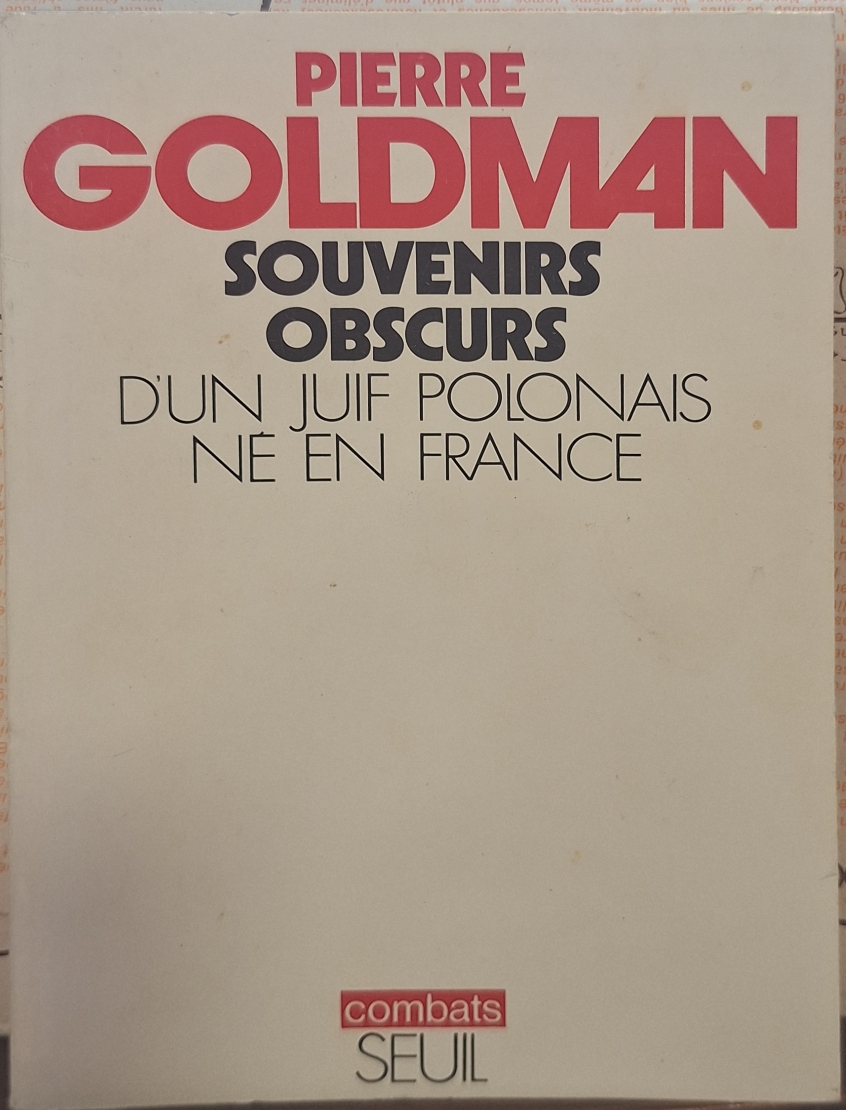 PIERRE
GOLDMAN
SOUVENIRS
OBSCURS
D'UN JUIF POLONAIS
NÉ EN FRANCE
combats
SEUIL